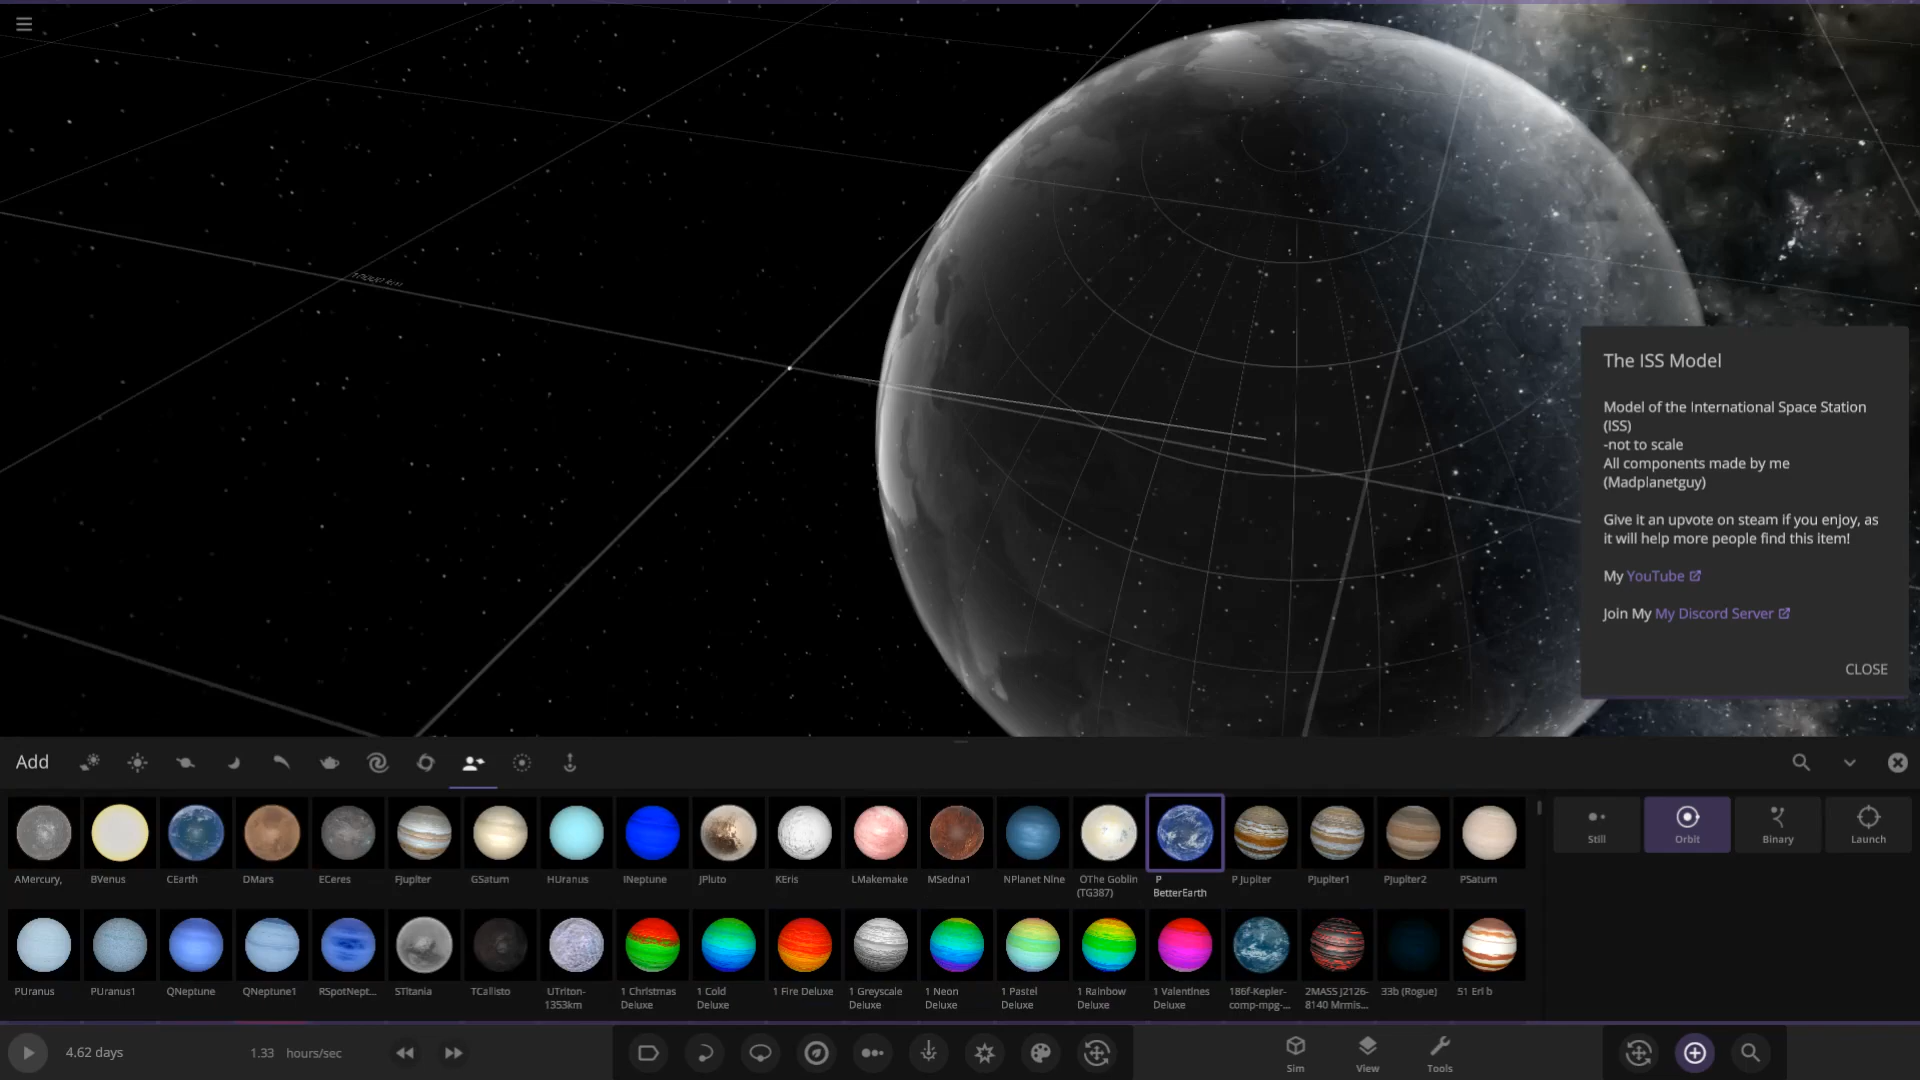 The ISS Model
Model of the International Space Station
(ISS)
-not to scale
All components made by me
(Madplanetguy)
Give it an upvote on steam if you enjoy, as
it will help more people find this item!
My YouTube
Join My My Discord Server
CLOSE
Add
AMercury,
BVenus
CEarth
DMars
ECeres
FJupiter
GSaturn
HUranus
INeptune
JPluto
KEris
LMakemake
MSedna1
NPlanet Nine
OThe Goblin
(TG387)
P
BetterEarth
P Jupiter
PJupiter1
PJupiter2
PSaturn
Still
Orbit
Binary
Launch
PUranus
PUranus1
QNeptune
QNeptune1
RSpotNept...
STitania
TCallisto
UTriton-
1353km
1 Christmas
Deluxe
1 Cold
Deluxe
1 Fire Deluxe
1 Greyscale
Deluxe
1 Neon
Deluxe
1 Pastel
Deluxe
1 Rainbow
Deluxe
1 Valentines
Deluxe
186f-Kepler-
comp-mpg-...
2MASS J2126-
8140 Mrmis...
33b (Rogue)
51 Eri b
4.62 days
1.33 hours/sec
Sim
View
Tools